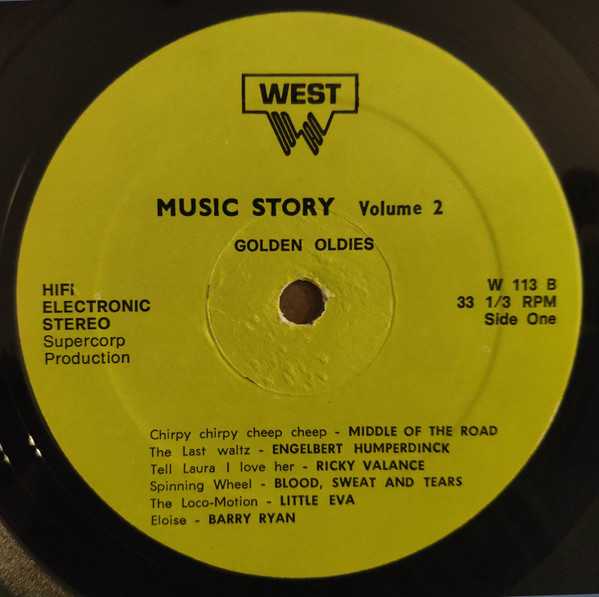 WEST
MUSIC STORY Volume 2
GOLDEN OLDIES
HIFI
ELECTRONIC
STEREO
Supercorp
Production
W 113 B
33 1/3 RPM
Side One
Chirpy chirpy cheep cheep - MIDDLE OF THE ROAD
The Last waltz - ENGELBERT HUMPERDINCK
Tell Laura I love her - RICKY VALANCE
Spinning Wheel - BLOOD, SWEAT AND TEARS
The Loco-Motion - LITTLE EVA
Eloise - BARRY RYAN